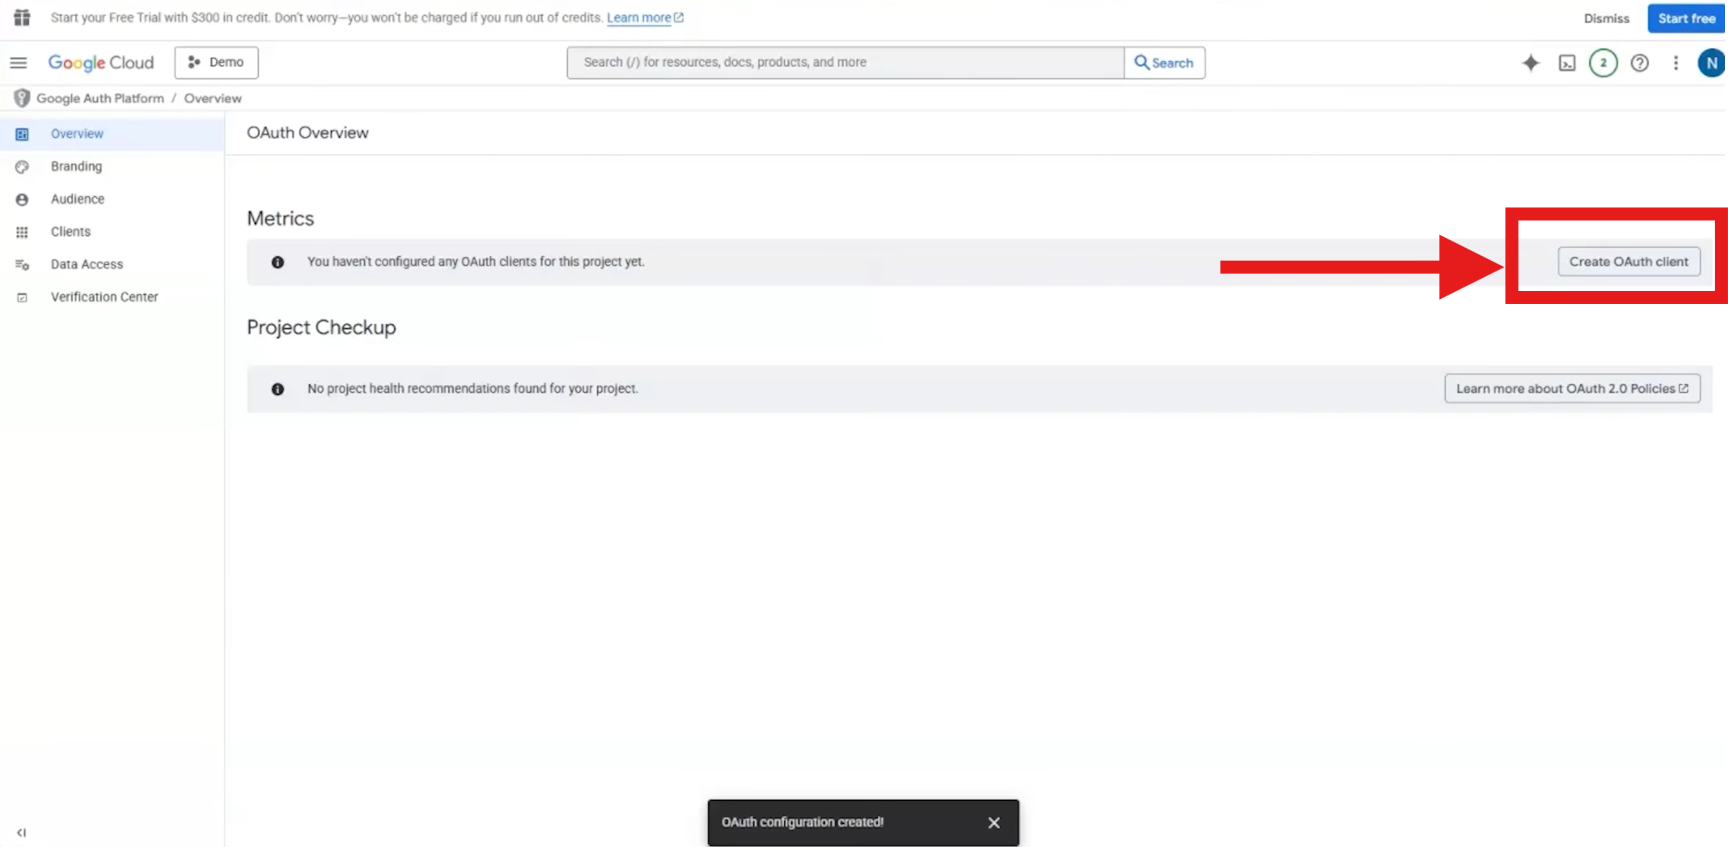 Start your Free Trial with $300 in credit. Don't worry—you won't be charged if you run out of credits. Learn more
Dismiss
Start free
Google Cloud
Demo
Search (/) for resources, docs, products, and more
Search
2
N
Google Auth Platform / Overview
Overview
Branding
Audience
Clients
Data Access
Verification Center
OAuth Overview
Metrics
You haven't configured any OAuth clients for this project yet.
Create OAuth client
Project Checkup
No project health recommendations found for your project.
Learn more about OAuth 2.0 Policies
OAuth configuration created!